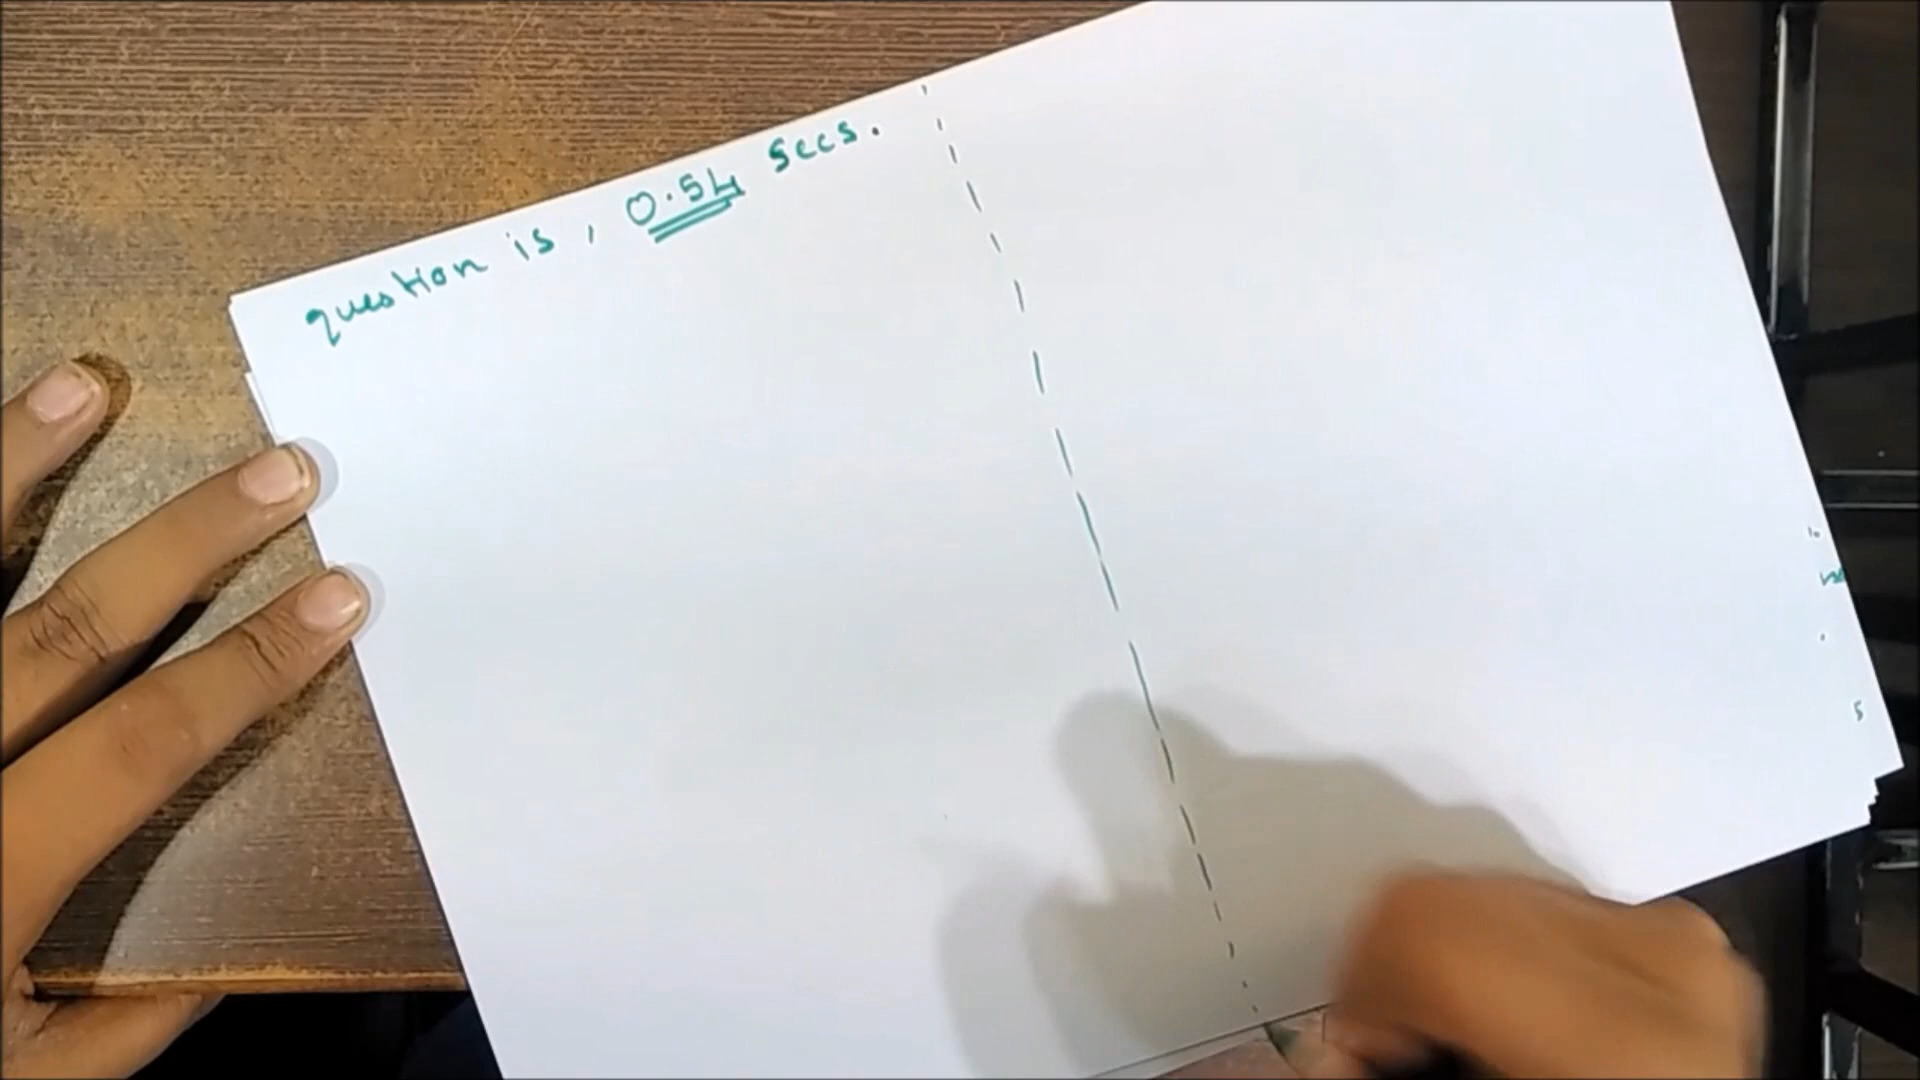 question is, 0.54 secs.